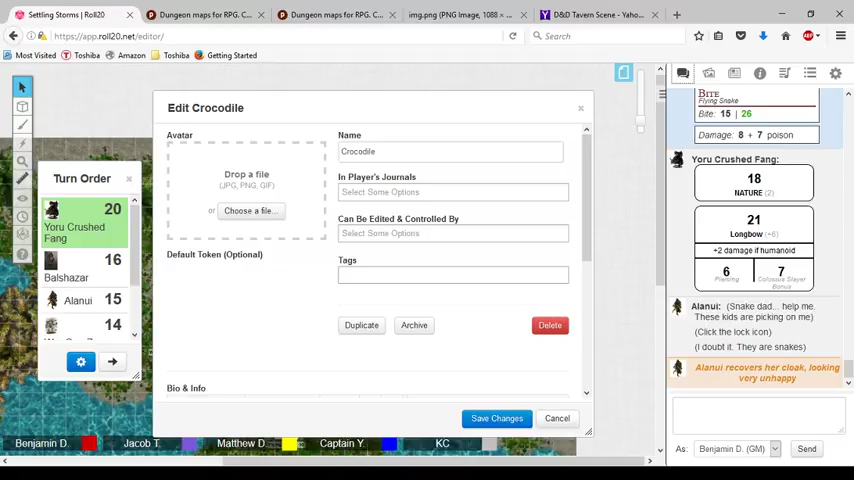 Settling Storms | Roll20
Dungeon maps for RPG. C...
Dungeon maps for RPG. C...
img.png (PNG Image, 1088 × ...
D&D Tavern Scene - Yahoo...
https://app.roll20.net/editor/
Search
ABP
Most Visited
Toshiba
Amazon
Toshiba
Getting Started
Turn Order
20
Yoru Crushed
Fang
16
Balshazar
Alanui 15
14
Edit Crocodile
Avatar
Drop a file
(JPG, PNG, GIF)
or Choose a file...
Default Token (Optional)
Name
Crocodile
In Player's Journals
Select Some Options
Can Be Edited & Controlled By
Select Some Options
Tags
Duplicate
Archive
Delete
Bio & Info
Save Changes
Cancel
Benjamin D.
Jacob T.
Matthew D.
Captain Y.
KC
Bite
Flying Snake
Bite: 15 | 26
Damage: 8 + 7 poison
Yoru Crushed Fang:
18
NATURE (2)
21
Longbow (+6)
+2 damage if humanoid
6
Piercing
7
Colossus Slayer
Bonus
Alanui: (Snake dad... help me.
These kids are picking on me)
(Click the lock icon)
(I doubt it. They are snakes)
Alanui recovers her cloak, looking
very unhappy
As:
Benjamin D. (GM)
Send